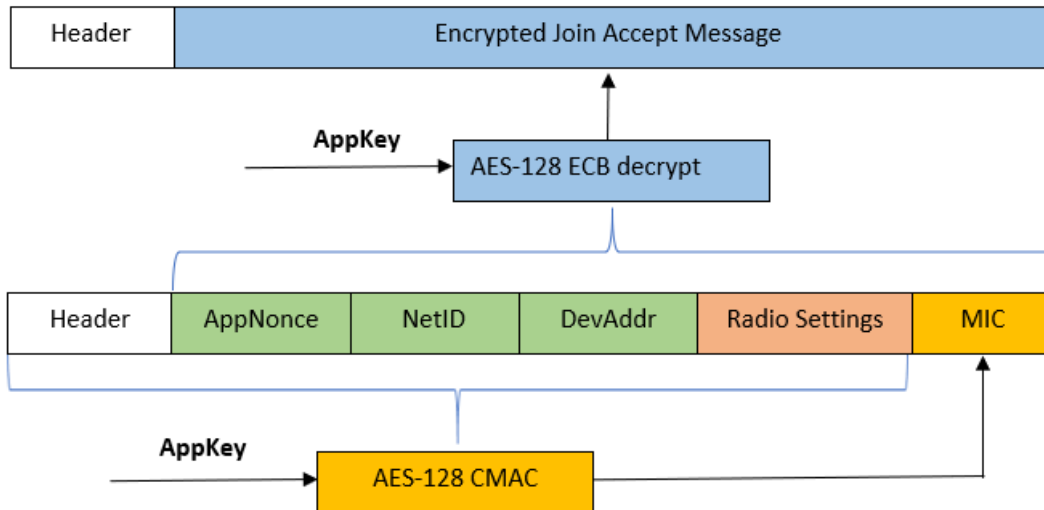 Header
Encrypted Join Accept Message
AppKey
AES-128 ECB decrypt
Header
AppNonce
NetID
DevAddr
Radio Settings
MIC
AppKey
AES-128 CMAC